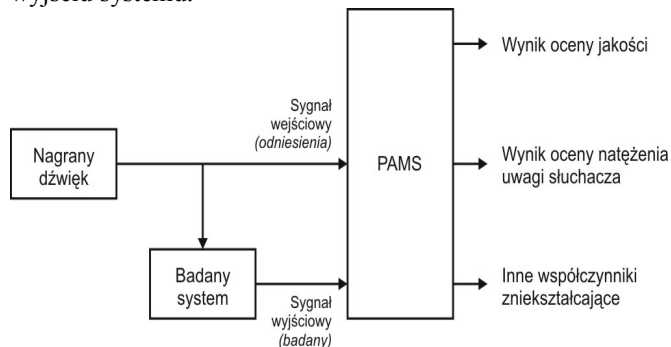 wyjściu systemu.
Wynik oceny jakości
Sygnał
wejściowy
(odniesienia)
Nagrany
dźwięk
PAMS
Wynik oceny natężenia
uwagi słuchacza
Badany
system
Sygnał
wyjściowy
(badany)
Inne współczynniki
zniekształcające